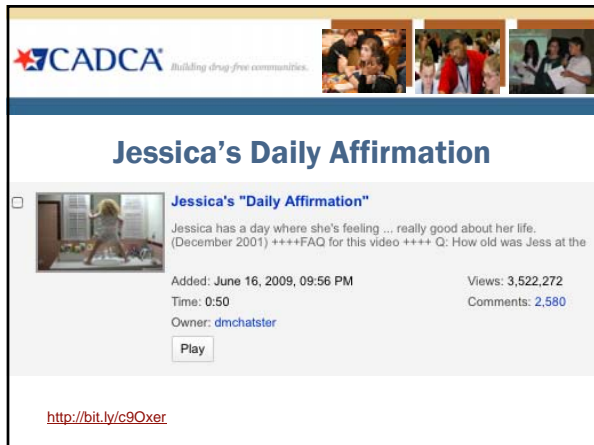 CADCA Building drug-free communities.
Jessica's Daily Affirmation
Jessica's "Daily Affirmation"
Jessica has a day where she's feeling ... really good about her life.
(December 2001) ++++FAQ for this video ++++ Q: How old was Jess at the
Added: June 16, 2009, 09:56 PM Views: 3,522,272
Time: 0:50 Comments: 2,580
Owner: dmchatster
Play
http://bit.ly/c9Oxer